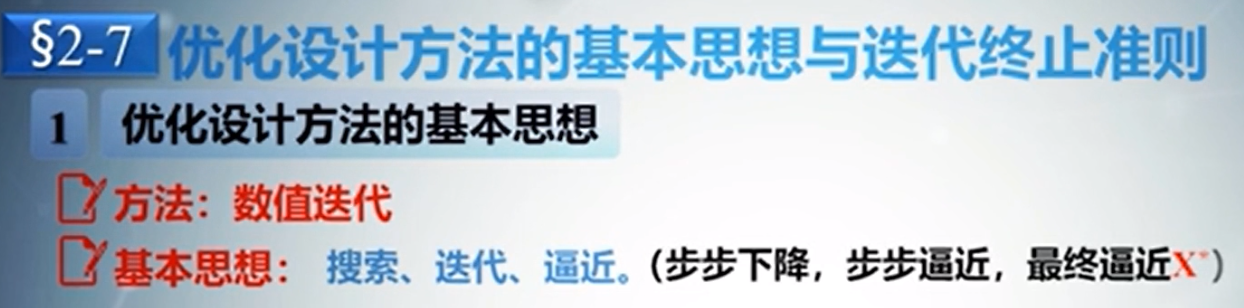 §2-7 优化设计方法的基本思想与迭代终止准则
1 优化设计方法的基本思想
方法：数值迭代
基本思想：搜索、迭代、逼近。（步步下降，步步逼近，最终逼近X*）